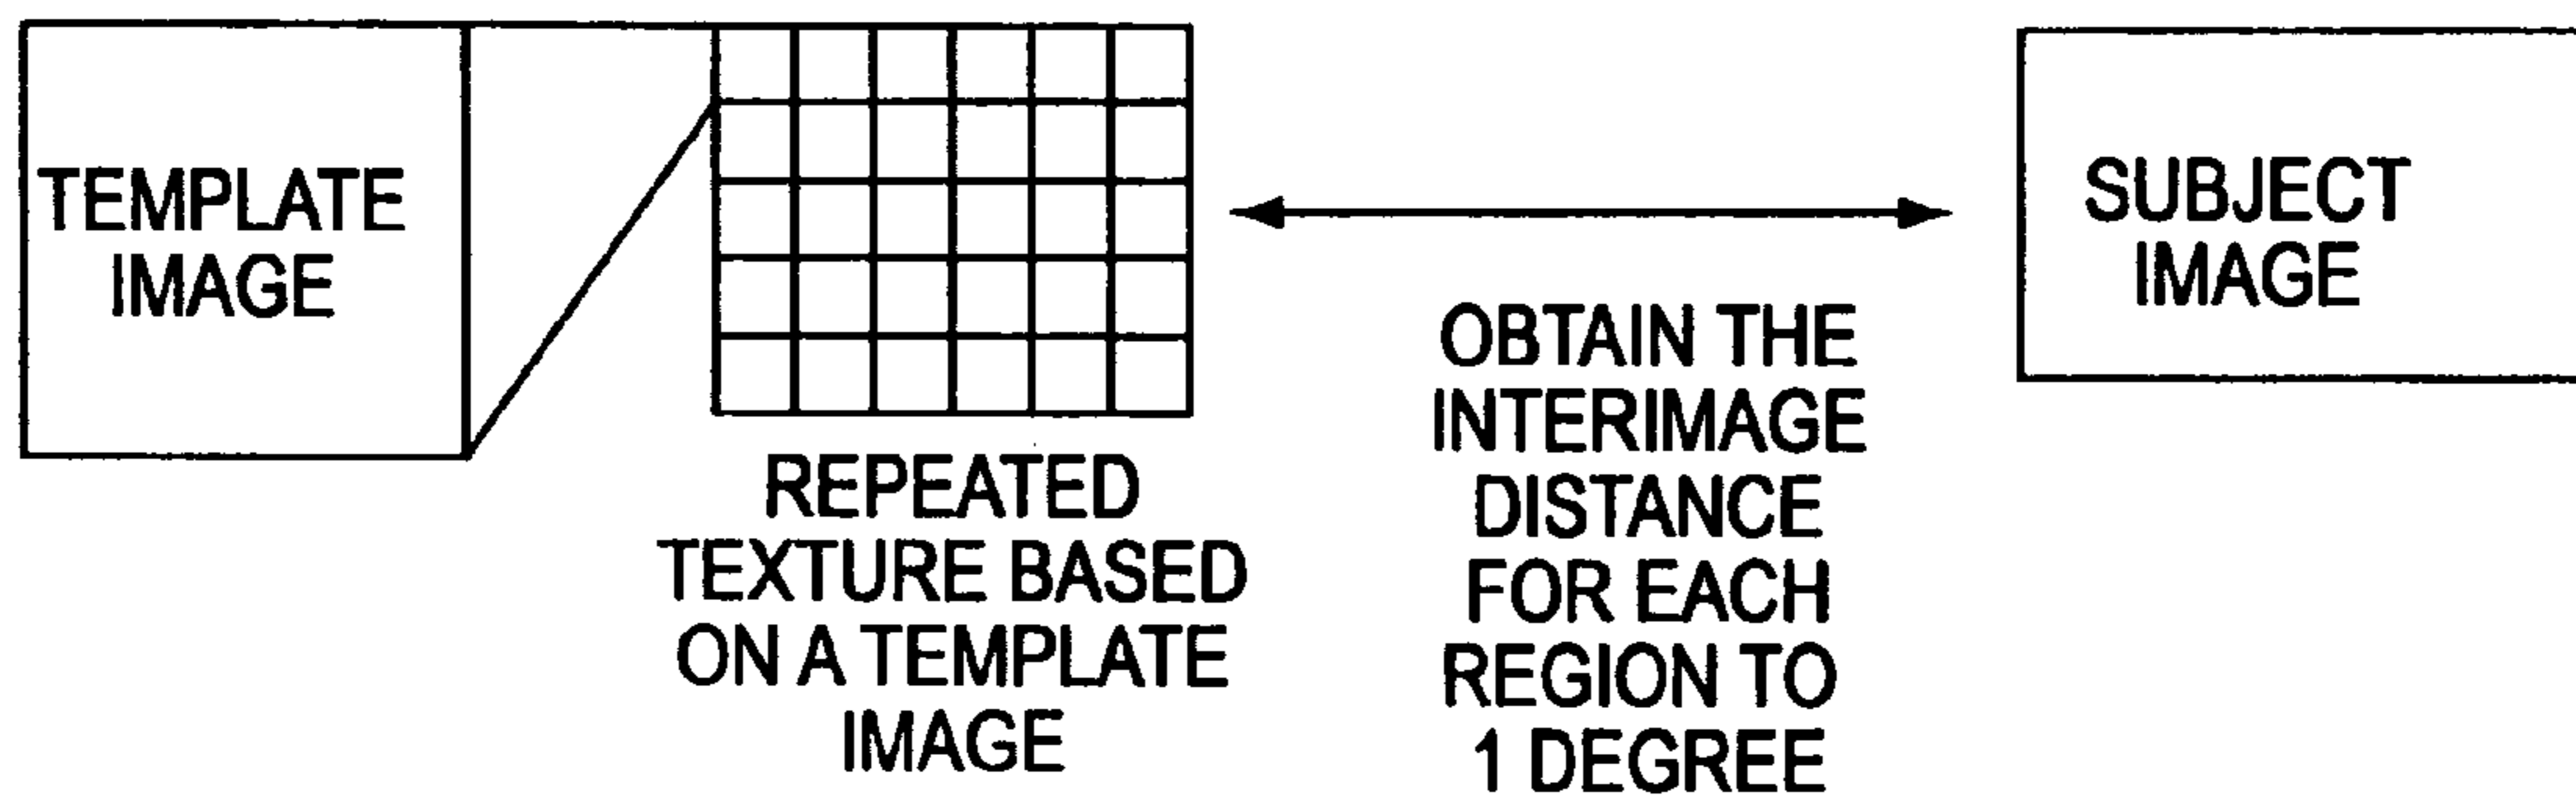 TEMPLATE
IMAGE
REPEATED
TEXTURE BASED
ON A TEMPLATE
IMAGE
OBTAIN THE
INTERIMAGE
DISTANCE
FOR EACH
REGION TO
1 DEGREE
SUBJECT
IMAGE